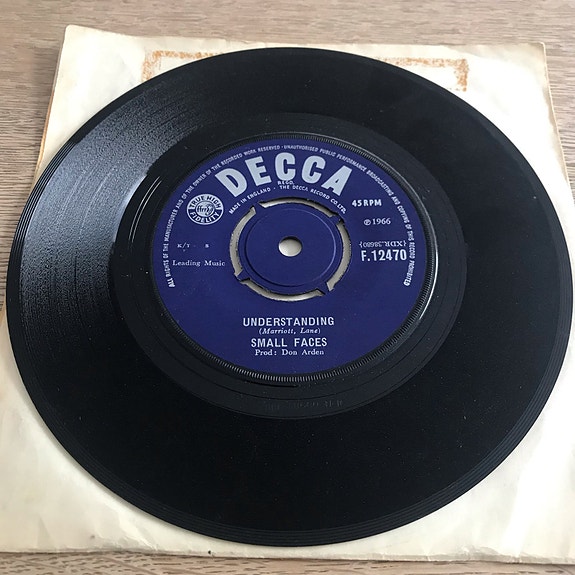 ALL RIGHTS OF THE MANUFACTURER AND OF THE OWNER OF THE RECORDED WORK RESERVED · UNAUTHORISED PUBLIC PERFORMANCE BROADCASTING AND COPYING OF THIS RECORD PROHIBITED
DECCA
REGD.
MADE IN ENGLAND · THE DECCA RECORD CO LTD.
TRUE HIGH FIDELITY
ffrr
45 RPM
℗ 1966
K/T - B
Leading Music
(XDR.38680)
F.12470
UNDERSTANDING
(Marriott, Lane)
SMALL FACES
Prod: Don Arden